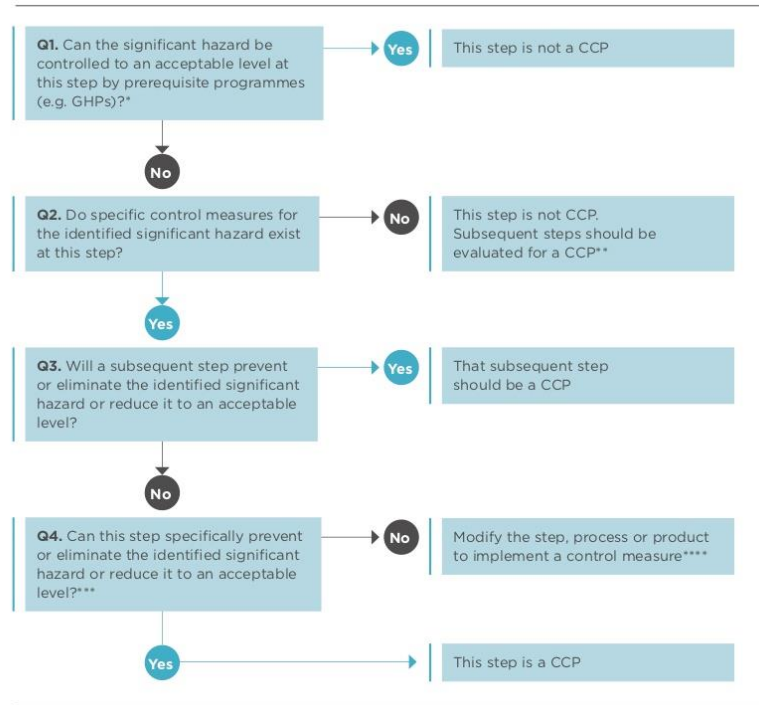 Q1. Can the significant hazard be
controlled to an acceptable level at
this step by prerequisite programmes
(e.g. GHPs)?*
Yes
This step is not a CCP
No
Q2. Do specific control measures for
the identified significant hazard exist
at this step?
No
This step is not CCP.
Subsequent steps should be
evaluated for a CCP**
Yes
Q3. Will a subsequent step prevent
or eliminate the identified significant
hazard or reduce it to an acceptable
level?
Yes
That subsequent step
should be a CCP
No
Q4. Can this step specifically prevent
or eliminate the identified significant
hazard or reduce it to an acceptable
level?***
No
Modify the step, process or product
to implement a control measure****
Yes
This step is a CCP